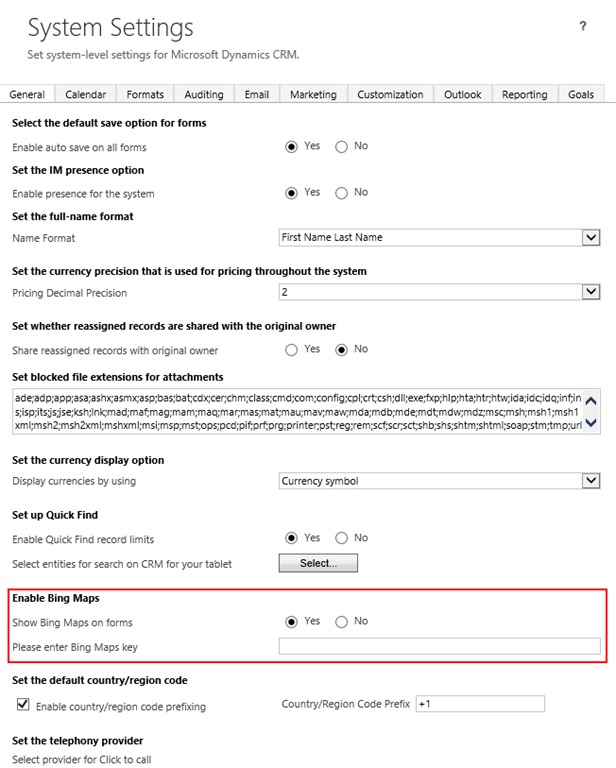 System Settings
?
Set system-level settings for Microsoft Dynamics CRM.
General Calendar Formats Auditing Email Marketing Customization Outlook Reporting Goals
Select the default save option for forms
Enable auto save on all forms Yes No
Set the IM presence option
Enable presence for the system Yes No
Set the full-name format
Name Format First Name Last Name
Set the currency precision that is used for pricing throughout the system
Pricing Decimal Precision 2
Set whether reassigned records are shared with the original owner
Share reassigned records with original owner Yes No
Set blocked file extensions for attachments
ade;adp;app;asa;ashx;asmx;asp;bas;bat;cdx;cer;chm;class;cmd;com;config;cpl;crt;csh;dll;exe;fxp;hlp;hta;htr;htw;ida;idc;idq;inf;in
s;isp;its;js;jse;ksh;lnk;mad;maf;mag;mam;maq;mar;mas;mat;mau;mav;maw;mda;mdb;mde;mdt;mdw;mdz;msc;msh;msh1;msh1
xml;msh2;msh2xml;mshxml;msi;msp;mst;ops;pcd;pif;prf;prg;printer;pst;reg;rem;scf;scr;sct;shb;shs;shtm;shtml;soap;stm;tmp;url
Set the currency display option
Display currencies by using Currency symbol
Set up Quick Find
Enable Quick Find record limits Yes No
Select entities for search on CRM for your tablet Select...
Enable Bing Maps
Show Bing Maps on forms Yes No
Please enter Bing Maps key
Set the default country/region code
Enable country/region code prefixing Country/Region Code Prefix +1
Set the telephony provider
Select provider for Click to call